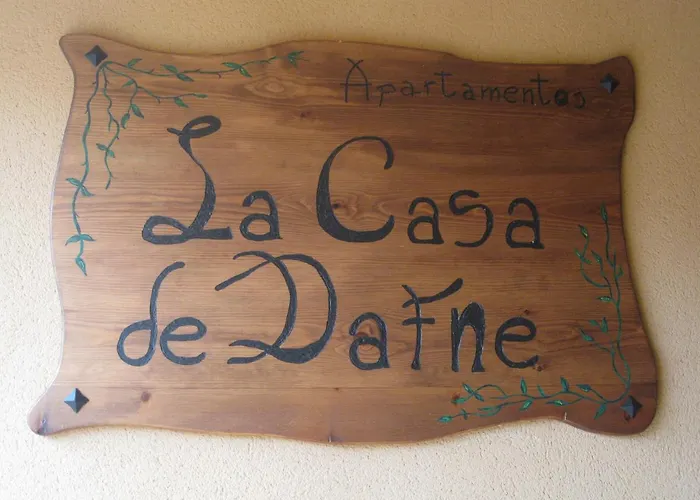 Apartamentos
La Casa
de Dafne